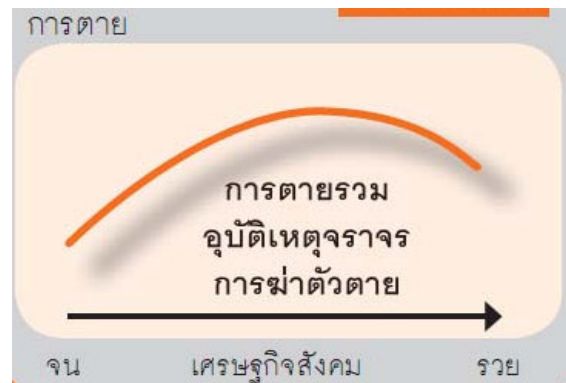 การตาย
การตายรวม
อุบัติเหตุจราจร
การฆ่าตัวตาย
จน เศรษฐกิจสังคม รวย